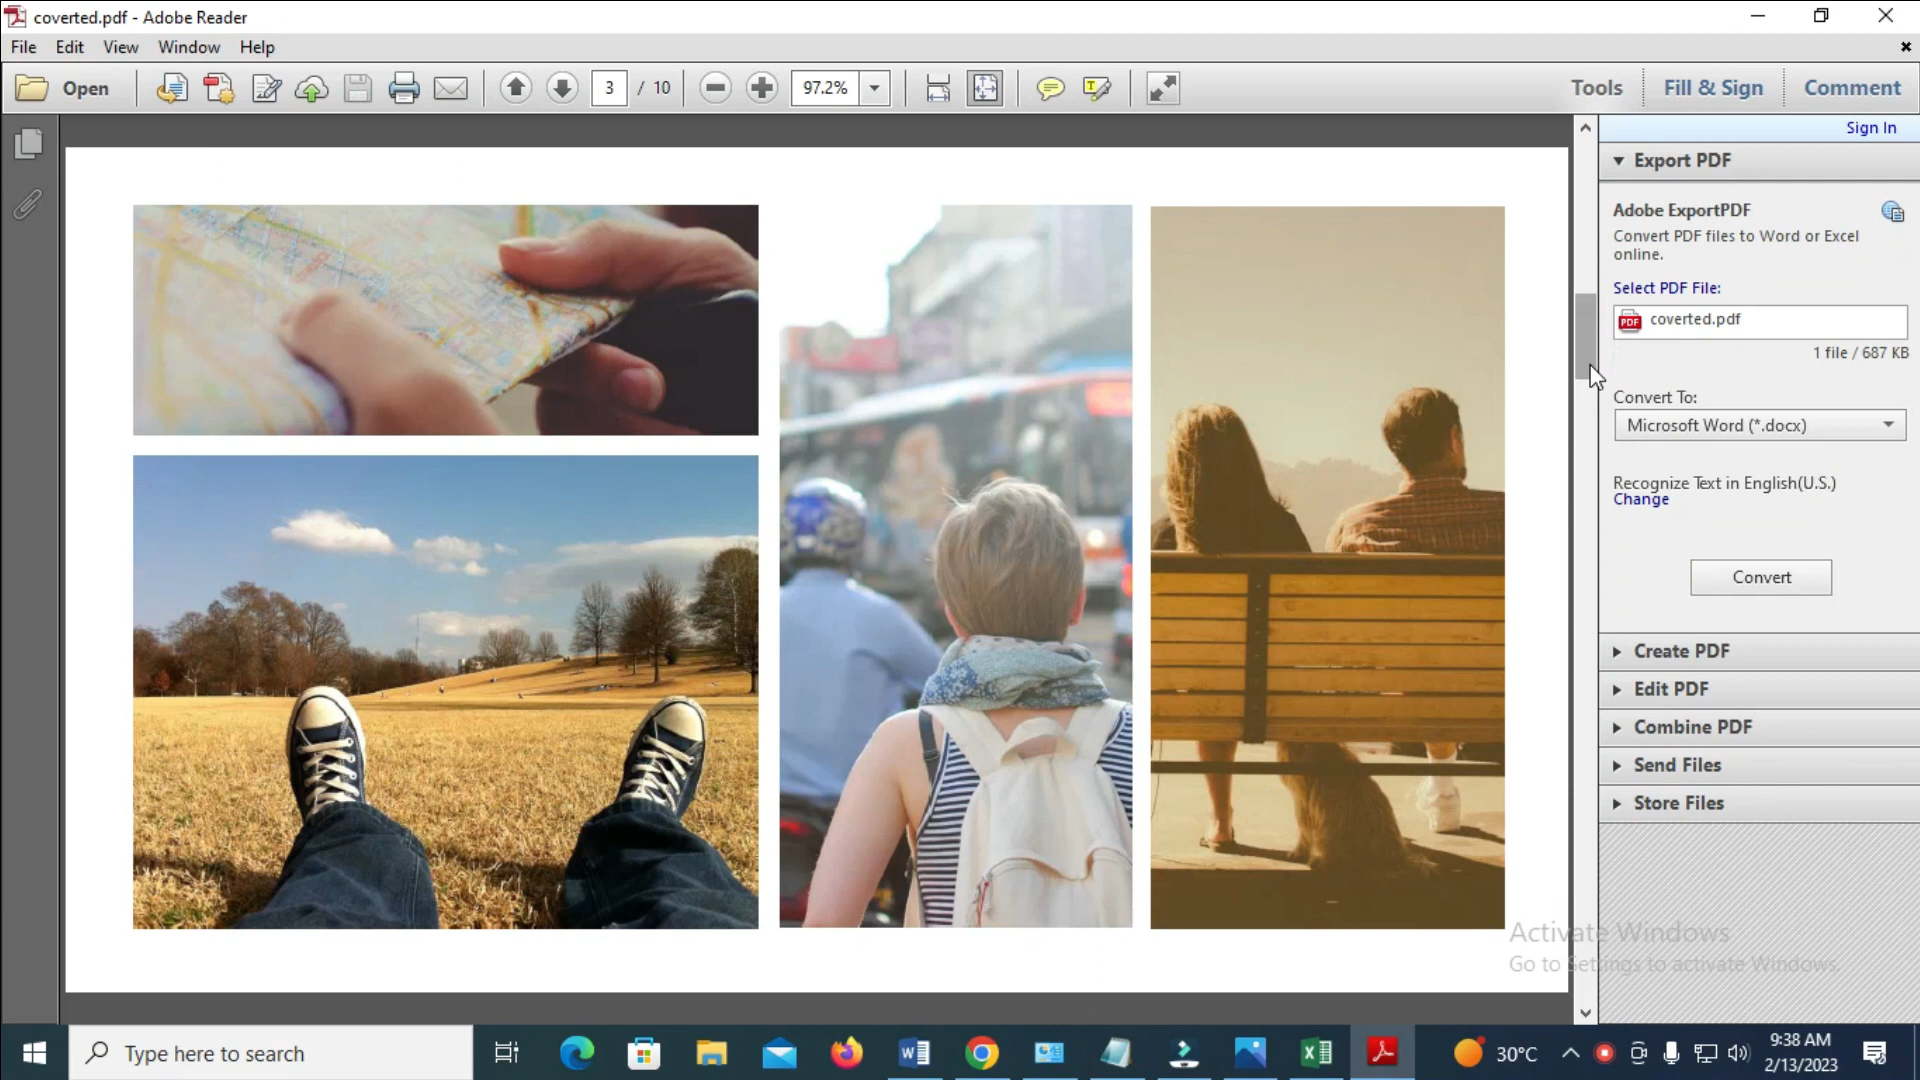 coverted.pdf - Adobe Reader
File Edit View Window Help
Open 3 / 10 97.2% Tools Fill & Sign Comment
Sign In
Export PDF
Adobe ExportPDF
Convert PDF files to Word or Excel
online.
Select PDF File:
PDF coverted.pdf
1 file / 687 KB
Convert To:
Microsoft Word (*.docx)
Recognize Text in English(U.S.)
Change
Convert
Create PDF
Edit PDF
Combine PDF
Send Files
Store Files
Activate Windows
Go to Settings to activate Windows.
Type here to search
30°C
9:38 AM
2/13/2023